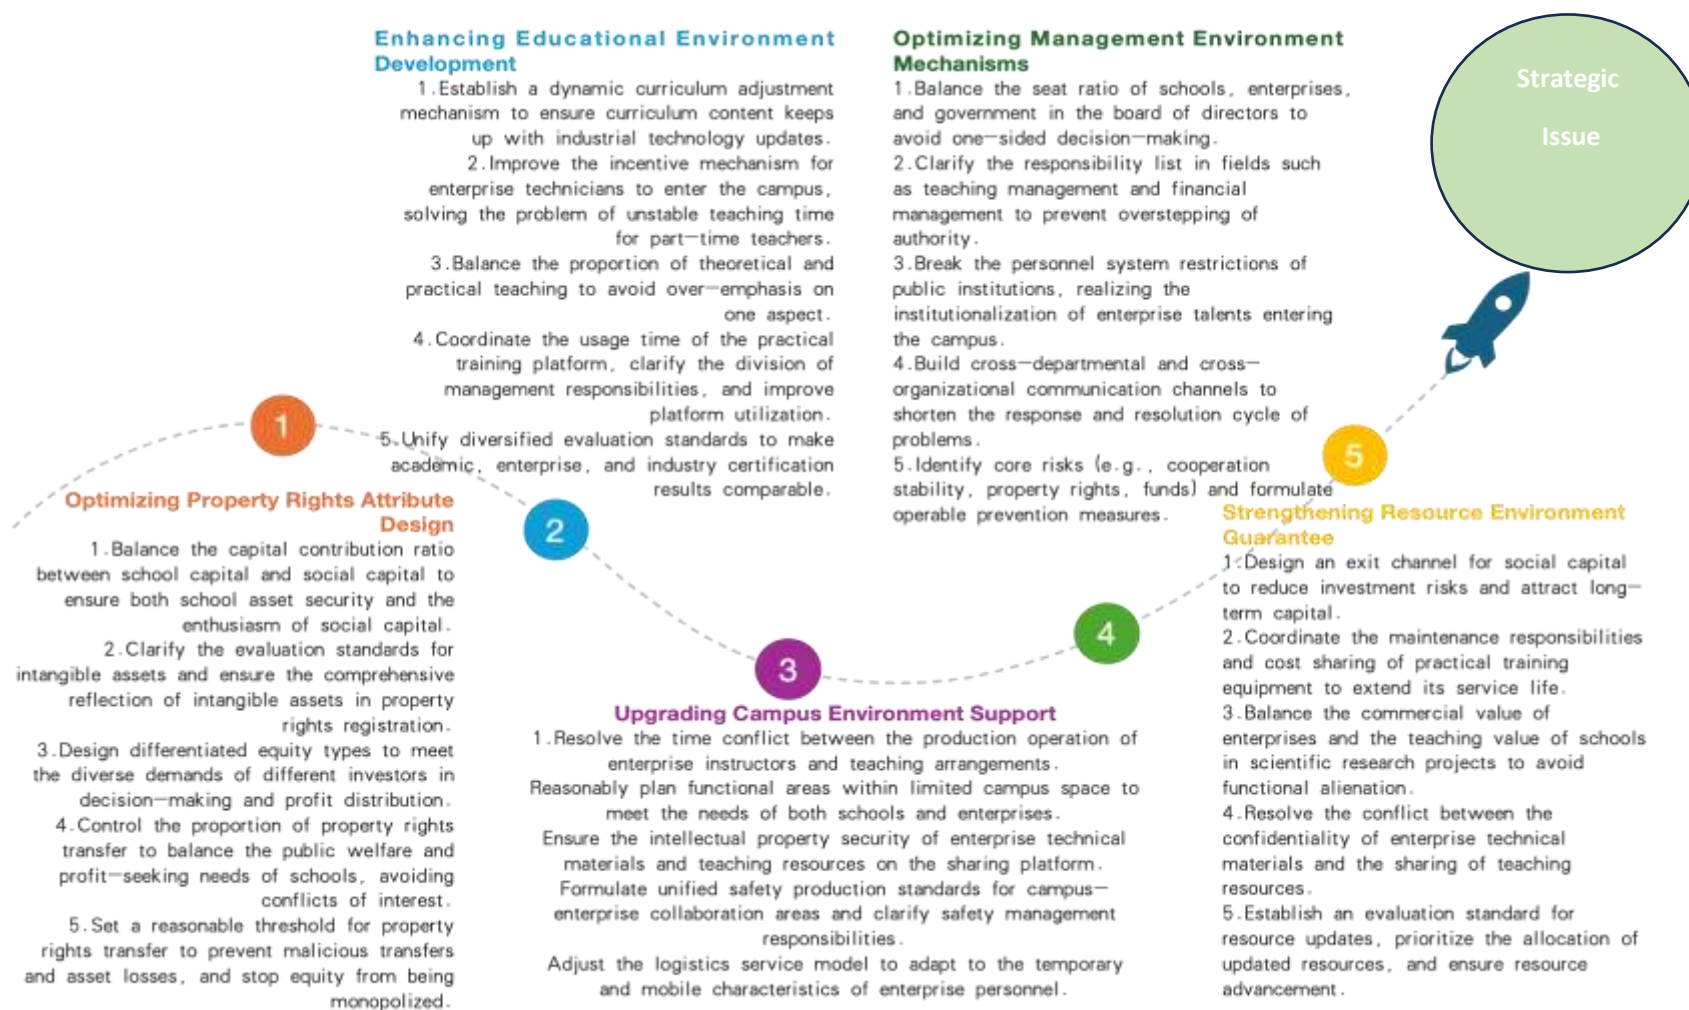 Enhancing Educational Environment
Development
1.Establish a dynamic curriculum adjustment
mechanism to ensure curriculum content keeps
up with industrial technology updates.
2.Improve the incentive mechanism for
enterprise technicians to enter the campus,
solving the problem of unstable teaching time
for part—time teachers.
3.Balance the proportion of theoretical and
practical teaching to avoid over—emphasis on
one aspect.
4.Coordinate the usage time of the practical
training platform, clarify the division of
management responsibilities, and improve
platform utilization.
5.Unify diversified evaluation standards to make
academic, enterprise, and industry certification
results comparable.
Optimizing Management Environment
Mechanisms
1.Balance the seat ratio of schools, enterprises,
and government in the board of directors to
avoid one—sided decision—making.
2.Clarify the responsibility list in fields such
as teaching management and financial
management to prevent overstepping of
authority.
3.Break the personnel system restrictions of
public institutions, realizing the
institutionalization of enterprise talents entering
the campus.
4.Build cross—departmental and cross—
organizational communication channels to
shorten the response and resolution cycle of
problems.
5.Identify core risks (e.g., cooperation
stability, property rights, funds) and formulate
operable prevention measures.
Strategic
Issue
1
2
3
4
5
Optimizing Property Rights Attribute
Design
1.Balance the capital contribution ratio
between school capital and social capital to
ensure both school asset security and the
enthusiasm of social capital.
2.Clarify the evaluation standards for
intangible assets and ensure the comprehensive
reflection of intangible assets in property
rights registration.
3.Design differentiated equity types to meet
the diverse demands of different investors in
decision—making and profit distribution.
4.Control the proportion of property rights
transfer to balance the public welfare and
profit—seeking needs of schools, avoiding
conflicts of interest.
5.Set a reasonable threshold for property
rights transfer to prevent malicious transfers
and asset losses, and stop equity from being
monopolized.
Upgrading Campus Environment Support
1.Resolve the time conflict between the production operation of
enterprise instructors and teaching arrangements.
Reasonably plan functional areas within limited campus space to
meet the needs of both schools and enterprises.
Ensure the intellectual property security of enterprise technical
materials and teaching resources on the sharing platform.
Formulate unified safety production standards for campus—
enterprise collaboration areas and clarify safety management
responsibilities.
Adjust the logistics service model to adapt to the temporary
and mobile characteristics of enterprise personnel.
Strengthening Resource Environment
Guarantee
1.Design an exit channel for social capital
to reduce investment risks and attract long—
term capital.
2.Coordinate the maintenance responsibilities
and cost sharing of practical training
equipment to extend its service life.
3.Balance the commercial value of
enterprises and the teaching value of schools
in scientific research projects to avoid
functional alienation.
4.Resolve the conflict between the
confidentiality of enterprise technical
materials and the sharing of teaching
resources.
5.Establish an evaluation standard for
resource updates, prioritize the allocation of
updated resources, and ensure resource
advancement.